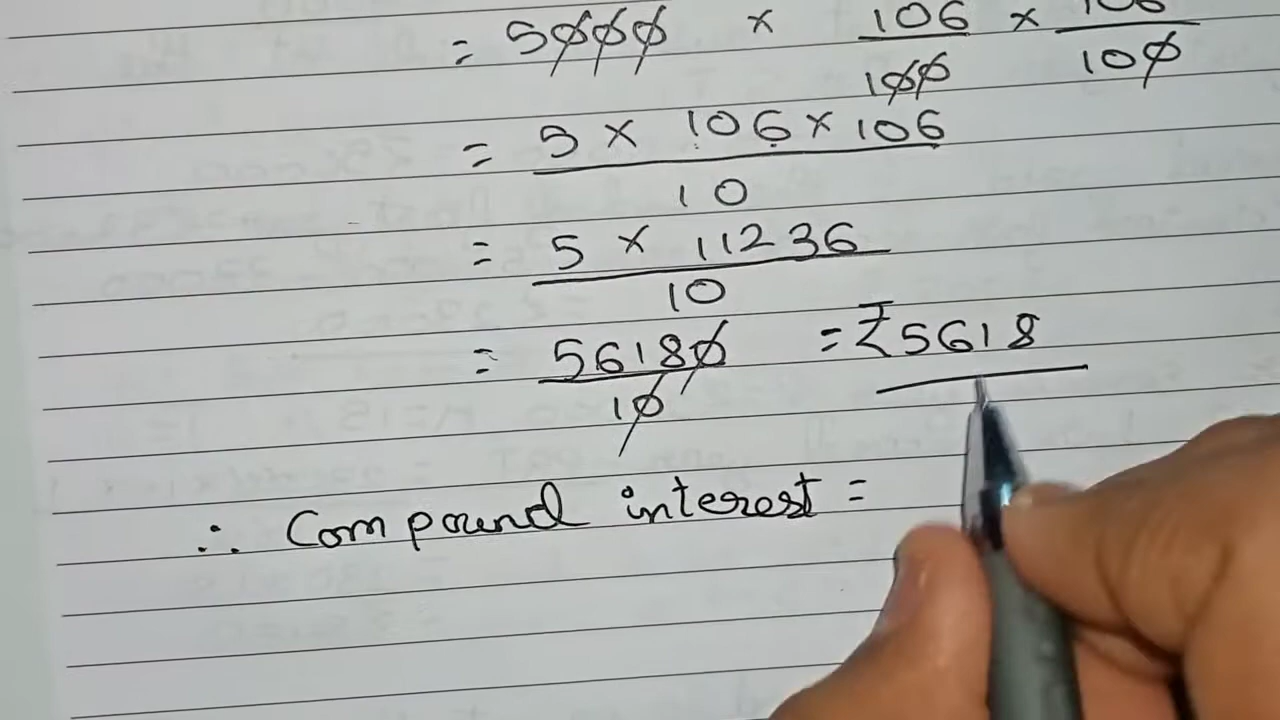 = 5000 × 106/100 × 106/100
= 5 × 106 × 106 / 10
= 5 × 11236 / 10
= 56180 / 10 = ₹5618
∴ Compound interest =